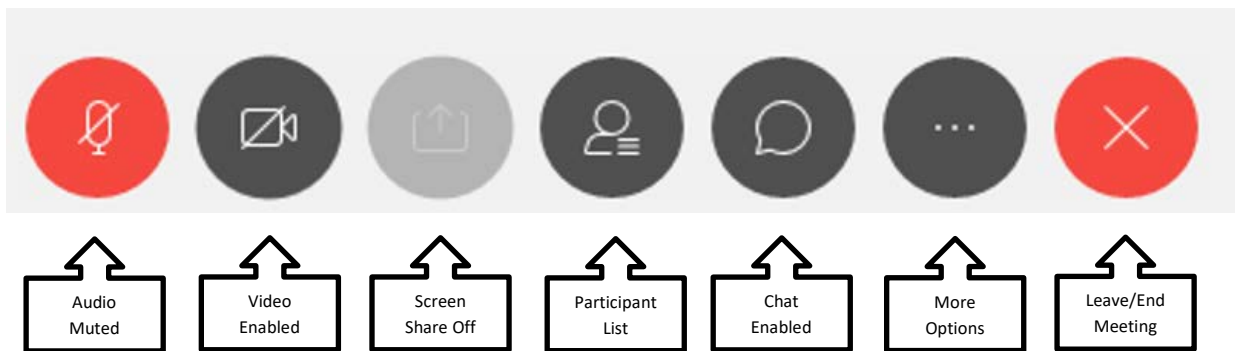 Audio
Muted
Video
Enabled
Screen
Share Off
Participant
List
Chat
Enabled
More
Options
Leave/End
Meeting